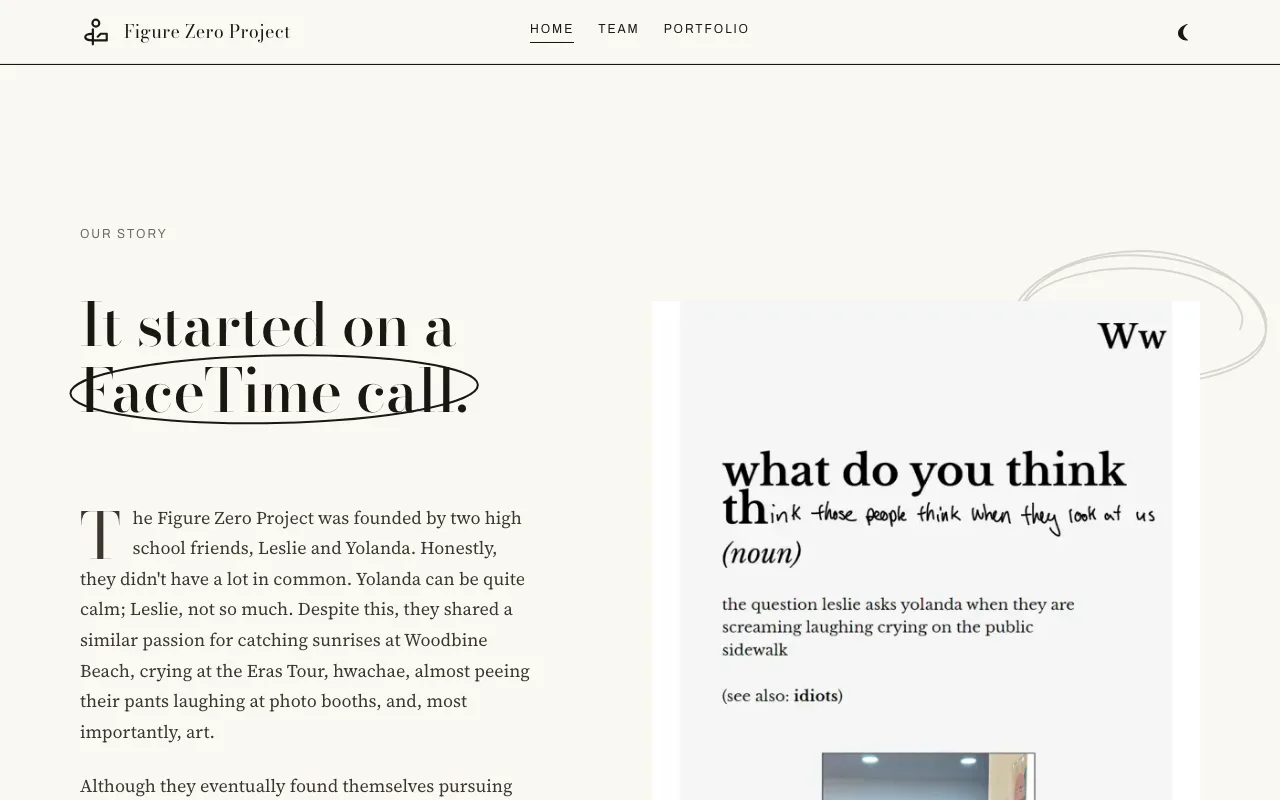 Figure Zero Project
HOME TEAM PORTFOLIO
OUR STORY
It started on a
FaceTime call.
The Figure Zero Project was founded by two high
school friends, Leslie and Yolanda. Honestly,
they didn't have a lot in common. Yolanda can be quite
calm; Leslie, not so much. Despite this, they shared a
similar passion for catching sunrises at Woodbine
Beach, crying at the Eras Tour, hwachae, almost peeing
their pants laughing at photo booths, and, most
importantly, art.
Although they eventually found themselves pursuing
Ww
what do you think
think those people think when they look at us
(noun)
the question leslie asks yolanda when they are
screaming laughing crying on the public
sidewalk
(see also: idiots)